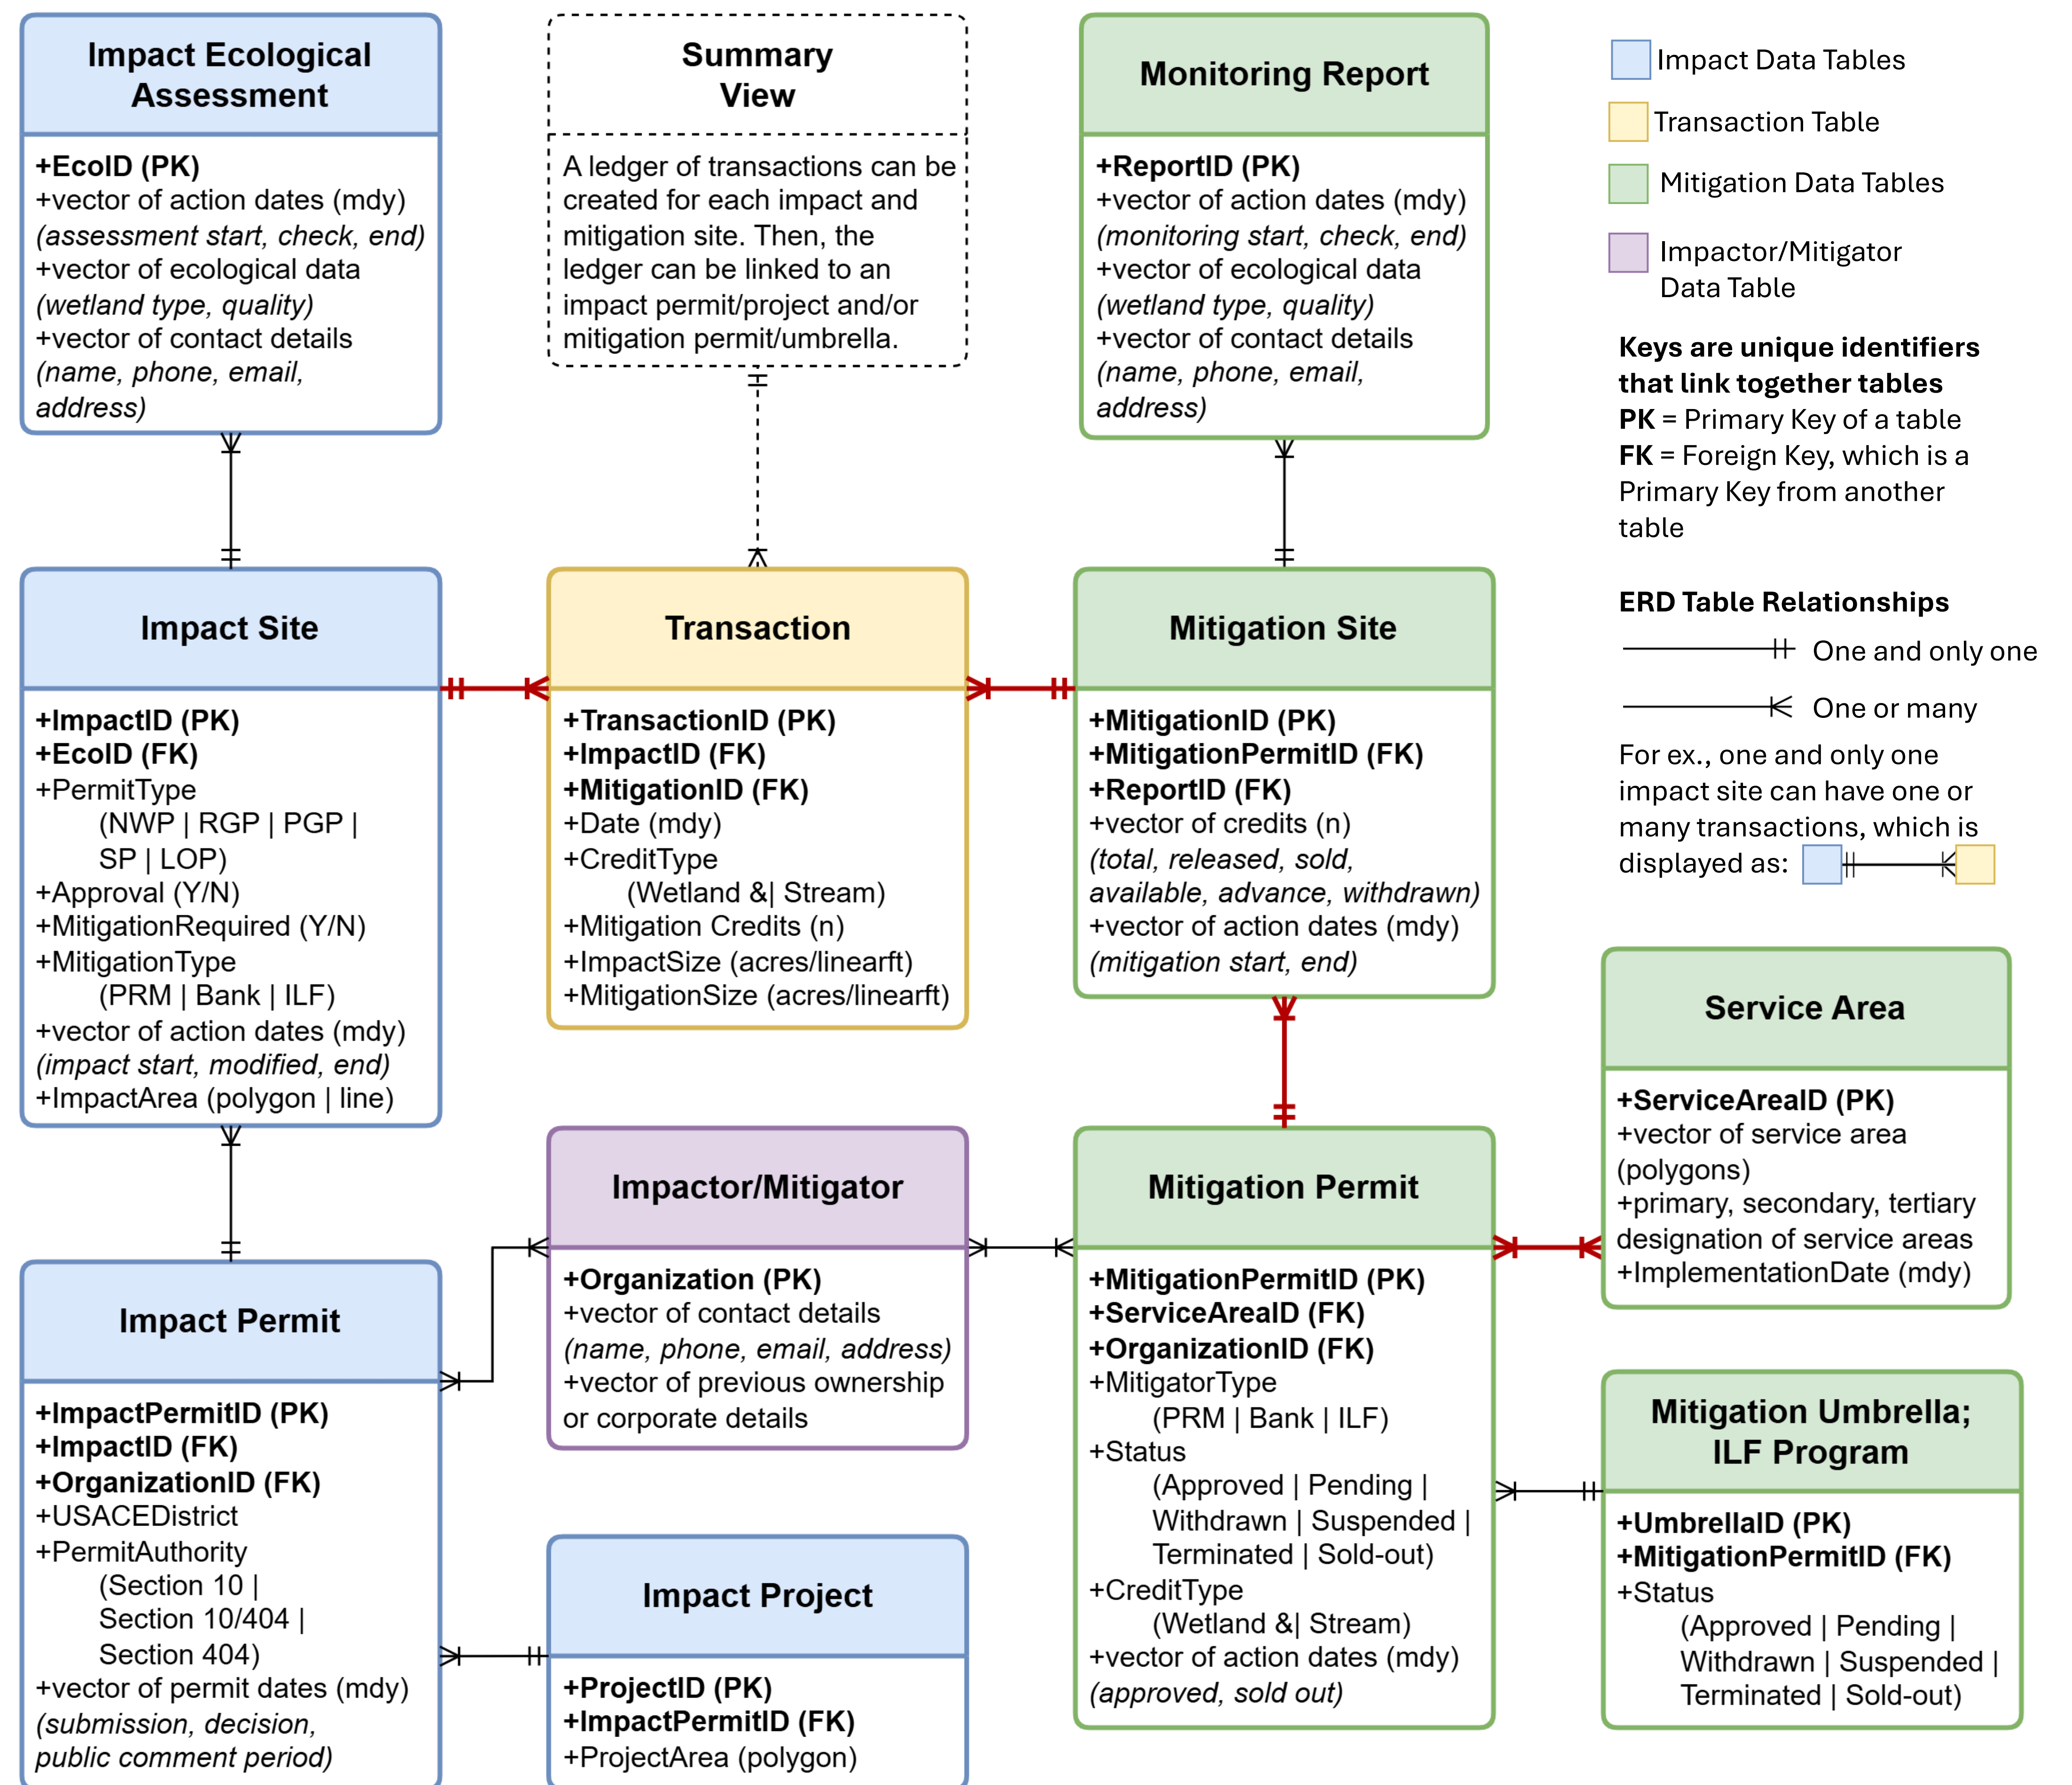 Impact Ecological
Assessment
+EcoID (PK)
+vector of action dates (mdy)
(assessment start, check, end)
+vector of ecological data
(wetland type, quality)
+vector of contact details
(name, phone, email,
address)
Summary
View
A ledger of transactions can be
created for each impact and
mitigation site. Then, the
ledger can be linked to an
impact permit/project and/or
mitigation permit/umbrella.
Monitoring Report
+ReportID (PK)
+vector of action dates (mdy)
(monitoring start, check, end)
+vector of ecological data
(wetland type, quality)
+vector of contact details
(name, phone, email,
address)
Impact Data Tables
Transaction Table
Mitigation Data Tables
Impactor/Mitigator
Data Table
Keys are unique identifiers
that link together tables
PK = Primary Key of a table
FK = Foreign Key, which is a
Primary Key from another
table
ERD Table Relationships
One and only one
One or many
For ex., one and only one
impact site can have one or
many transactions, which is
displayed as:
Impact Site
+ImpactID (PK)
+EcoID (FK)
+PermitType
(NWP | RGP | PGP |
SP | LOP)
+Approval (Y/N)
+MitigationRequired (Y/N)
+MitigationType
(PRM | Bank | ILF)
+vector of action dates (mdy)
(impact start, modified, end)
+ImpactArea (polygon | line)
Transaction
+TransactionID (PK)
+ImpactID (FK)
+MitigationID (FK)
+Date (mdy)
+CreditType
(Wetland &| Stream)
+Mitigation Credits (n)
+ImpactSize (acres/linearft)
+MitigationSize (acres/linearft)
Mitigation Site
+MitigationID (PK)
+MitigationPermitID (FK)
+ReportID (FK)
+vector of credits (n)
(total, released, sold,
available, advance, withdrawn)
+vector of action dates (mdy)
(mitigation start, end)
Service Area
+ServiceAreaID (PK)
+vector of service area
(polygons)
+primary, secondary, tertiary
designation of service areas
+ImplementationDate (mdy)
Impact Permit
+ImpactPermitID (PK)
+ImpactID (FK)
+OrganizationID (FK)
+USACEDistrict
+PermitAuthority
(Section 10 |
Section 10/404 |
Section 404)
+vector of permit dates (mdy)
(submission, decision,
public comment period)
Impactor/Mitigator
+Organization (PK)
+vector of contact details
(name, phone, email, address)
+vector of previous ownership
or corporate details
Impact Project
+ProjectID (PK)
+ImpactPermitID (FK)
+ProjectArea (polygon)
Mitigation Permit
+MitigationPermitID (PK)
+ServiceAreaID (FK)
+OrganizationID (FK)
+MitigatorType
(PRM | Bank | ILF)
+Status
(Approved | Pending |
Withdrawn | Suspended |
Terminated | Sold-out)
+CreditType
(Wetland &| Stream)
+vector of action dates (mdy)
(approved, sold out)
Mitigation Umbrella;
ILF Program
+UmbrellaID (PK)
+MitigationPermitID (FK)
+Status
(Approved | Pending |
Withdrawn | Suspended |
Terminated | Sold-out)